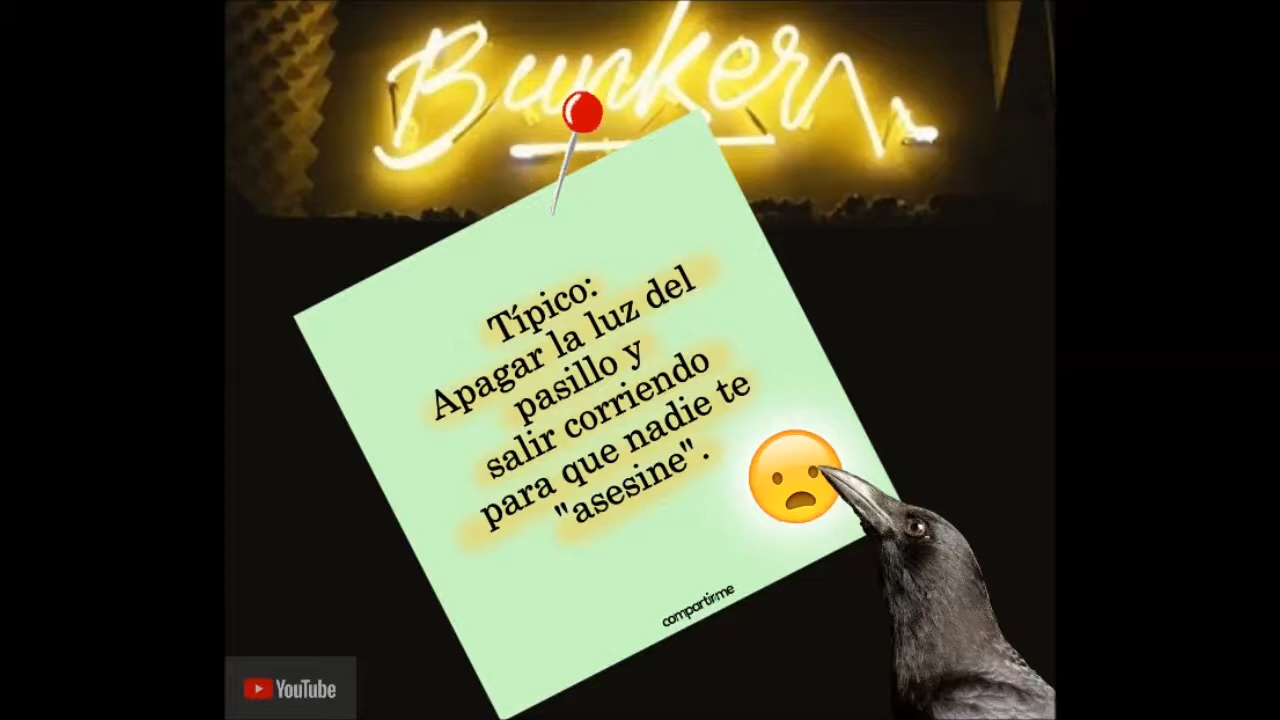 Bunker
Típico:
Apagar la luz del
pasillo y
salir corriendo
para que nadie te
"asesine".
compartirme
YouTube